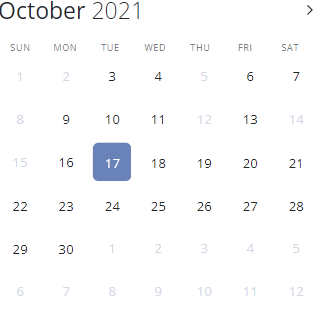 October 2021
SUN MON TUE WED THU FRI SAT
1 2 3 4 5 6 7
8 9 10 11 12 13 14
15 16 17 18 19 20 21
22 23 24 25 26 27 28
29 30 1 2 3 4 5
6 7 8 9 10 11 12